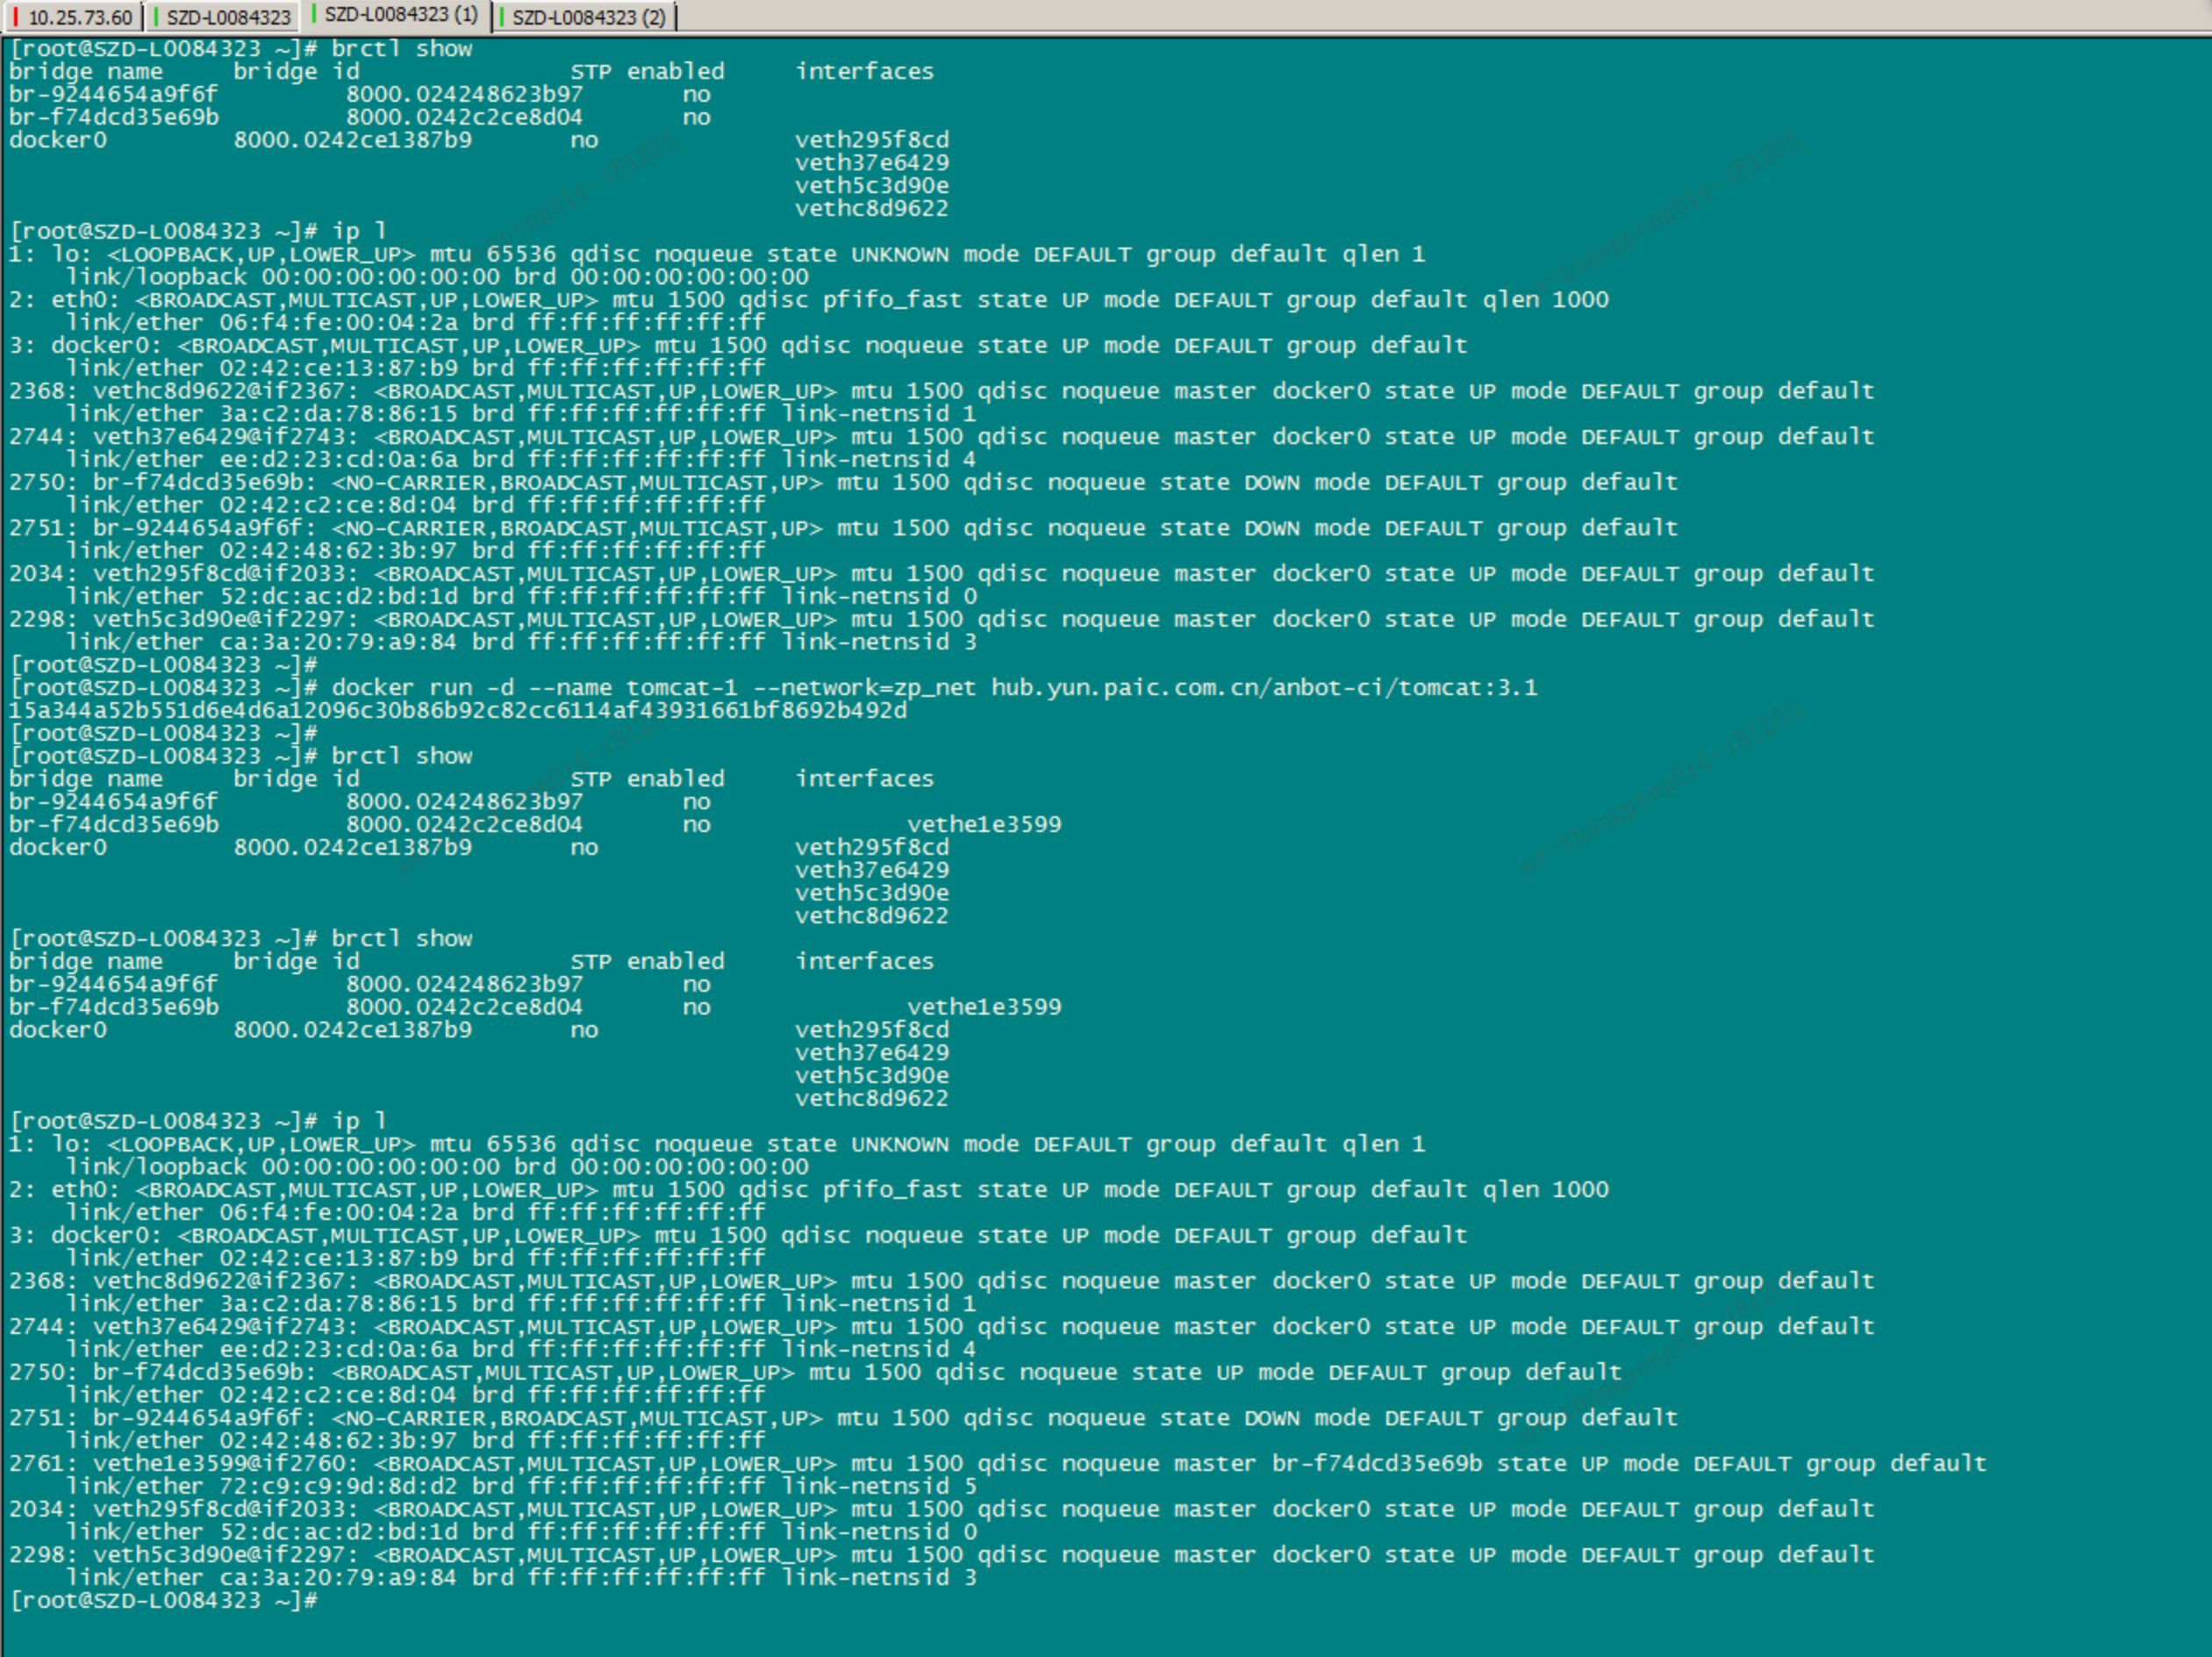 10.25.73.60 SZD-L0084323 SZD-L0084323 (1) SZD-L0084323 (2)
[root@SZD-L0084323 ~]# brctl show
bridge name     bridge id               STP enabled     interfaces
br-9244654a9f6f         8000.024248623b97       no
br-f74dcd35e69b         8000.0242c2ce8d04       no
docker0         8000.0242ce1387b9       no              veth295f8cd
                                                        veth37e6429
                                                        veth5c3d90e
                                                        vethc8d9622
[root@SZD-L0084323 ~]# ip l
1: lo: <LOOPBACK,UP,LOWER_UP> mtu 65536 qdisc noqueue state UNKNOWN mode DEFAULT group default qlen 1
    link/loopback 00:00:00:00:00:00 brd 00:00:00:00:00:00
2: eth0: <BROADCAST,MULTICAST,UP,LOWER_UP> mtu 1500 qdisc pfifo_fast state UP mode DEFAULT group default qlen 1000
    link/ether 06:f4:fe:00:04:2a brd ff:ff:ff:ff:ff:ff
3: docker0: <BROADCAST,MULTICAST,UP,LOWER_UP> mtu 1500 qdisc noqueue state UP mode DEFAULT group default
    link/ether 02:42:ce:13:87:b9 brd ff:ff:ff:ff:ff:ff
2368: vethc8d9622@if2367: <BROADCAST,MULTICAST,UP,LOWER_UP> mtu 1500 qdisc noqueue master docker0 state UP mode DEFAULT group default
    link/ether 3a:c2:da:78:86:15 brd ff:ff:ff:ff:ff:ff link-netnsid 1
2744: veth37e6429@if2743: <BROADCAST,MULTICAST,UP,LOWER_UP> mtu 1500 qdisc noqueue master docker0 state UP mode DEFAULT group default
    link/ether ee:d2:23:cd:0a:6a brd ff:ff:ff:ff:ff:ff link-netnsid 4
2750: br-f74dcd35e69b: <NO-CARRIER,BROADCAST,MULTICAST,UP> mtu 1500 qdisc noqueue state DOWN mode DEFAULT group default
    link/ether 02:42:c2:ce:8d:04 brd ff:ff:ff:ff:ff:ff
2751: br-9244654a9f6f: <NO-CARRIER,BROADCAST,MULTICAST,UP> mtu 1500 qdisc noqueue state DOWN mode DEFAULT group default
    link/ether 02:42:48:62:3b:97 brd ff:ff:ff:ff:ff:ff
2034: veth295f8cd@if2033: <BROADCAST,MULTICAST,UP,LOWER_UP> mtu 1500 qdisc noqueue master docker0 state UP mode DEFAULT group default
    link/ether 52:dc:ac:d2:bd:1d brd ff:ff:ff:ff:ff:ff link-netnsid 0
2298: veth5c3d90e@if2297: <BROADCAST,MULTICAST,UP,LOWER_UP> mtu 1500 qdisc noqueue master docker0 state UP mode DEFAULT group default
    link/ether ca:3a:20:79:a9:84 brd ff:ff:ff:ff:ff:ff link-netnsid 3
[root@SZD-L0084323 ~]#
[root@SZD-L0084323 ~]# docker run -d --name tomcat-1 --network=zp_net hub.yun.paic.com.cn/anbot-ci/tomcat:3.1
15a344a52b551d6e4d6a12096c30b86b92c82cc6114af43931661bf8692b492d
[root@SZD-L0084323 ~]#
[root@SZD-L0084323 ~]# brctl show
bridge name     bridge id               STP enabled     interfaces
br-9244654a9f6f         8000.024248623b97       no
br-f74dcd35e69b         8000.0242c2ce8d04       no              vethe1e3599
docker0         8000.0242ce1387b9       no              veth295f8cd
                                                        veth37e6429
                                                        veth5c3d90e
                                                        vethc8d9622
[root@SZD-L0084323 ~]# brctl show
bridge name     bridge id               STP enabled     interfaces
br-9244654a9f6f         8000.024248623b97       no
br-f74dcd35e69b         8000.0242c2ce8d04       no              vethe1e3599
docker0         8000.0242ce1387b9       no              veth295f8cd
                                                        veth37e6429
                                                        veth5c3d90e
                                                        vethc8d9622
[root@SZD-L0084323 ~]# ip l
1: lo: <LOOPBACK,UP,LOWER_UP> mtu 65536 qdisc noqueue state UNKNOWN mode DEFAULT group default qlen 1
    link/loopback 00:00:00:00:00:00 brd 00:00:00:00:00:00
2: eth0: <BROADCAST,MULTICAST,UP,LOWER_UP> mtu 1500 qdisc pfifo_fast state UP mode DEFAULT group default qlen 1000
    link/ether 06:f4:fe:00:04:2a brd ff:ff:ff:ff:ff:ff
3: docker0: <BROADCAST,MULTICAST,UP,LOWER_UP> mtu 1500 qdisc noqueue state UP mode DEFAULT group default
    link/ether 02:42:ce:13:87:b9 brd ff:ff:ff:ff:ff:ff
2368: vethc8d9622@if2367: <BROADCAST,MULTICAST,UP,LOWER_UP> mtu 1500 qdisc noqueue master docker0 state UP mode DEFAULT group default
    link/ether 3a:c2:da:78:86:15 brd ff:ff:ff:ff:ff:ff link-netnsid 1
2744: veth37e6429@if2743: <BROADCAST,MULTICAST,UP,LOWER_UP> mtu 1500 qdisc noqueue master docker0 state UP mode DEFAULT group default
    link/ether ee:d2:23:cd:0a:6a brd ff:ff:ff:ff:ff:ff link-netnsid 4
2750: br-f74dcd35e69b: <BROADCAST,MULTICAST,UP,LOWER_UP> mtu 1500 qdisc noqueue state UP mode DEFAULT group default
    link/ether 02:42:c2:ce:8d:04 brd ff:ff:ff:ff:ff:ff
2751: br-9244654a9f6f: <NO-CARRIER,BROADCAST,MULTICAST,UP> mtu 1500 qdisc noqueue state DOWN mode DEFAULT group default
    link/ether 02:42:48:62:3b:97 brd ff:ff:ff:ff:ff:ff
2761: vethe1e3599@if2760: <BROADCAST,MULTICAST,UP,LOWER_UP> mtu 1500 qdisc noqueue master br-f74dcd35e69b state UP mode DEFAULT group default
    link/ether 72:c9:c9:9d:8d:d2 brd ff:ff:ff:ff:ff:ff link-netnsid 5
2034: veth295f8cd@if2033: <BROADCAST,MULTICAST,UP,LOWER_UP> mtu 1500 qdisc noqueue master docker0 state UP mode DEFAULT group default
    link/ether 52:dc:ac:d2:bd:1d brd ff:ff:ff:ff:ff:ff link-netnsid 0
2298: veth5c3d90e@if2297: <BROADCAST,MULTICAST,UP,LOWER_UP> mtu 1500 qdisc noqueue master docker0 state UP mode DEFAULT group default
    link/ether ca:3a:20:79:a9:84 brd ff:ff:ff:ff:ff:ff link-netnsid 3
[root@SZD-L0084323 ~]#